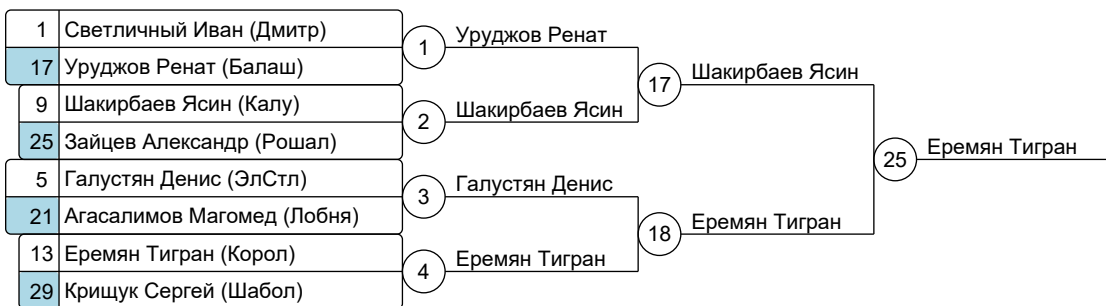 1 Светличный Иван (Дмитр)
17 Уруджов Ренат (Балаш)
9 Шакирбаев Ясин (Калу)
25 Зайцев Александр (Рошал)
5 Галустян Денис (ЭлСтл)
21 Агасалимов Магомед (Лобня)
13 Еремян Тигран (Корол)
29 Крищук Сергей (Шабол)
1 Уруджов Ренат
2 Шакирбаев Ясин
3 Галустян Денис
4 Еремян Тигран
17 Шакирбаев Ясин
18 Еремян Тигран
25 Еремян Тигран